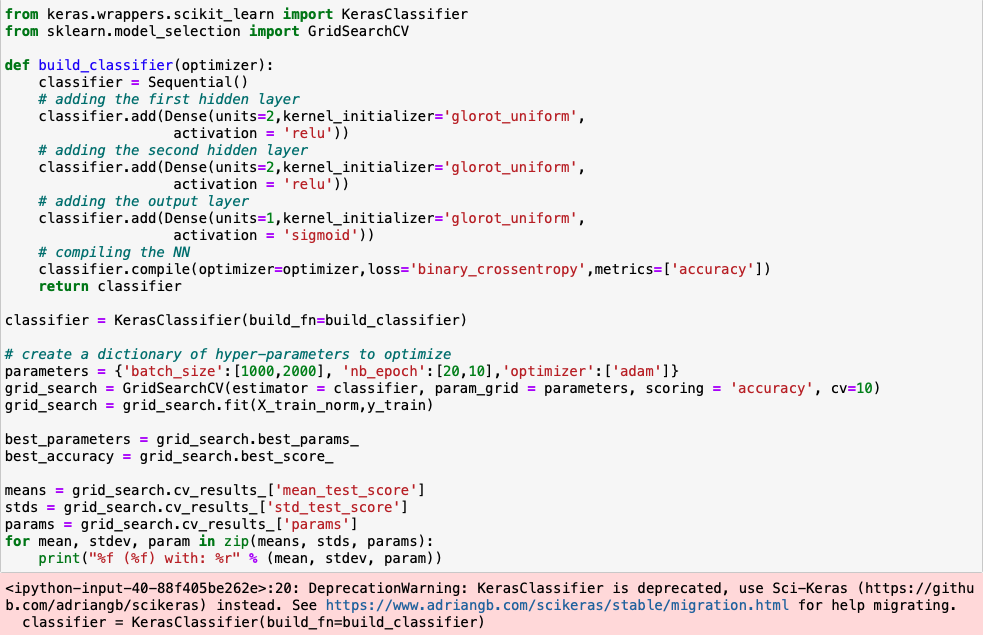 from keras.wrappers.scikit_learn import KerasClassifier
from sklearn.model_selection import GridSearchCV

def build_classifier(optimizer):
    classifier = Sequential()
    # adding the first hidden layer
    classifier.add(Dense(units=2,kernel_initializer='glorot_uniform',
                    activation = 'relu'))
    # adding the second hidden layer
    classifier.add(Dense(units=2,kernel_initializer='glorot_uniform',
                    activation = 'relu'))
    # adding the output layer
    classifier.add(Dense(units=1,kernel_initializer='glorot_uniform',
                    activation = 'sigmoid'))
    # compiling the NN
    classifier.compile(optimizer=optimizer,loss='binary_crossentropy',metrics=['accuracy'])
    return classifier

classifier = KerasClassifier(build_fn=build_classifier)

# create a dictionary of hyper-parameters to optimize
parameters = {'batch_size':[1000,2000], 'nb_epoch':[20,10],'optimizer':['adam']}
grid_search = GridSearchCV(estimator = classifier, param_grid = parameters, scoring = 'accuracy', cv=10)
grid_search = grid_search.fit(X_train_norm,y_train)

best_parameters = grid_search.best_params_
best_accuracy = grid_search.best_score_

means = grid_search.cv_results_['mean_test_score']
stds = grid_search.cv_results_['std_test_score']
params = grid_search.cv_results_['params']
for mean, stdev, param in zip(means, stds, params):
    print("%f (%f) with: %r" % (mean, stdev, param))
<ipython-input-40-88f405be262e>:20: DeprecationWarning: KerasClassifier is deprecated, use Sci-Keras (https://githu
b.com/adriangb/scikeras) instead. See https://www.adriangb.com/scikeras/stable/migration.html for help migrating.
  classifier = KerasClassifier(build_fn=build_classifier)